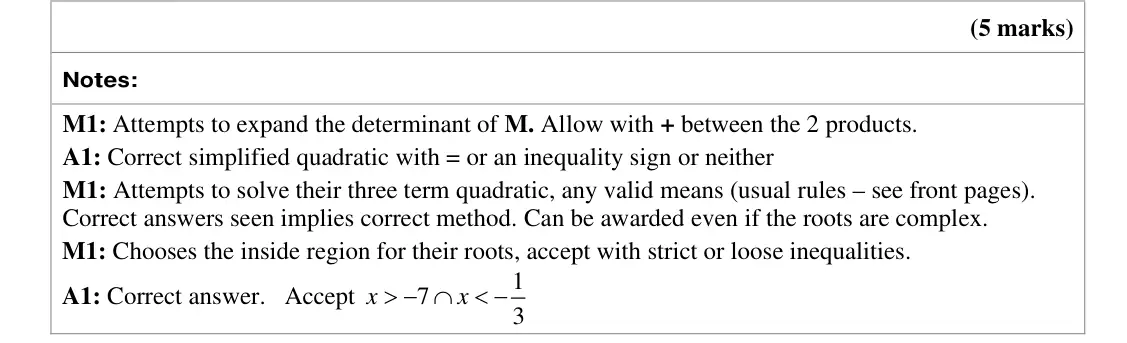 (5 marks)
Notes:
M1: Attempts to expand the determinant of M. Allow with + between the 2 products.
A1: Correct simplified quadratic with = or an inequality sign or neither
M1: Attempts to solve their three term quadratic, any valid means (usual rules – see front pages).
Correct answers seen implies correct method. Can be awarded even if the roots are complex.
M1: Chooses the inside region for their roots, accept with strict or loose inequalities.
A1: Correct answer. Accept x > −7 ∩ x < −1/3